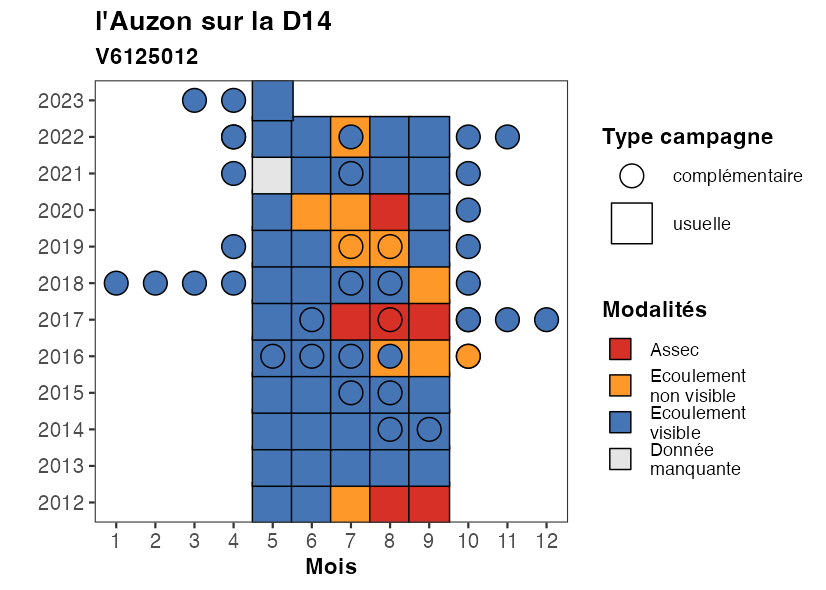 l'Auzon sur la D14
V6125012
2023
2022
2021
2020
2019
2018
2017
2016
2015
2014
2013
2012
1 2 3 4 5 6 7 8 9 10 11 12
Mois
Type campagne
complémentaire
usuelle
Modalités
Assec
Ecoulement
non visible
Ecoulement
visible
Donnée
manquante